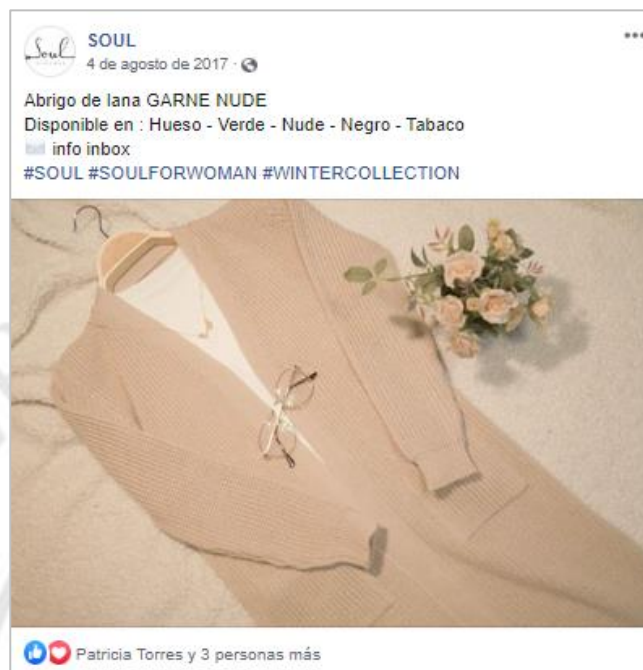 Soul
SOUL
4 de agosto de 2017 ·
Abrigo de lana GARNE NUDE
Disponible en : Hueso - Verde - Nude - Negro - Tabaco
info inbox
#SOUL #SOULFORWOMAN #WINTERCOLLECTION
Patricia Torres y 3 personas más